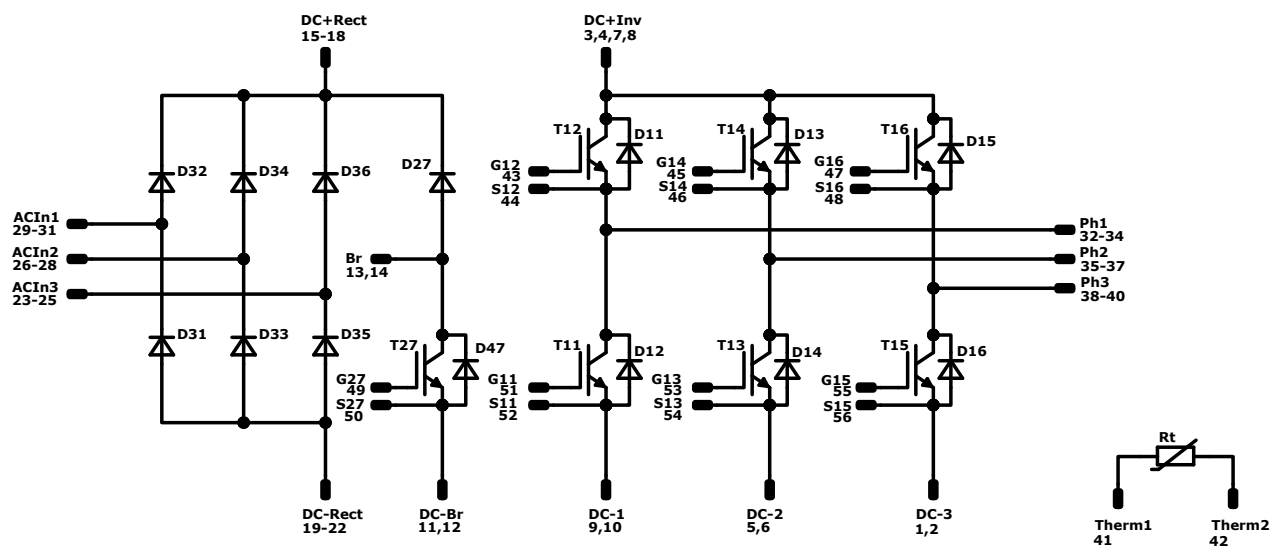 DC+Rect
15-18
DC+Inv
3,4,7,8
T12
D11
T14
D13
T16
D15
D32
D34
D36
D27
G12
43
S12
44
G14
45
S14
46
G16
47
S16
48
ACIn1
29-31
ACIn2
26-28
ACIn3
23-25
Br
13,14
Ph1
32-34
Ph2
35-37
Ph3
38-40
D31
D33
D35
T27
D47
T11
D12
T13
D14
T15
D16
G27
49
S27
50
G11
51
S11
52
G13
53
S13
54
G15
55
S15
56
Rt
DC-Rect
19-22
DC-Br
11,12
DC-1
9,10
DC-2
5,6
DC-3
1,2
Therm1
41
Therm2
42